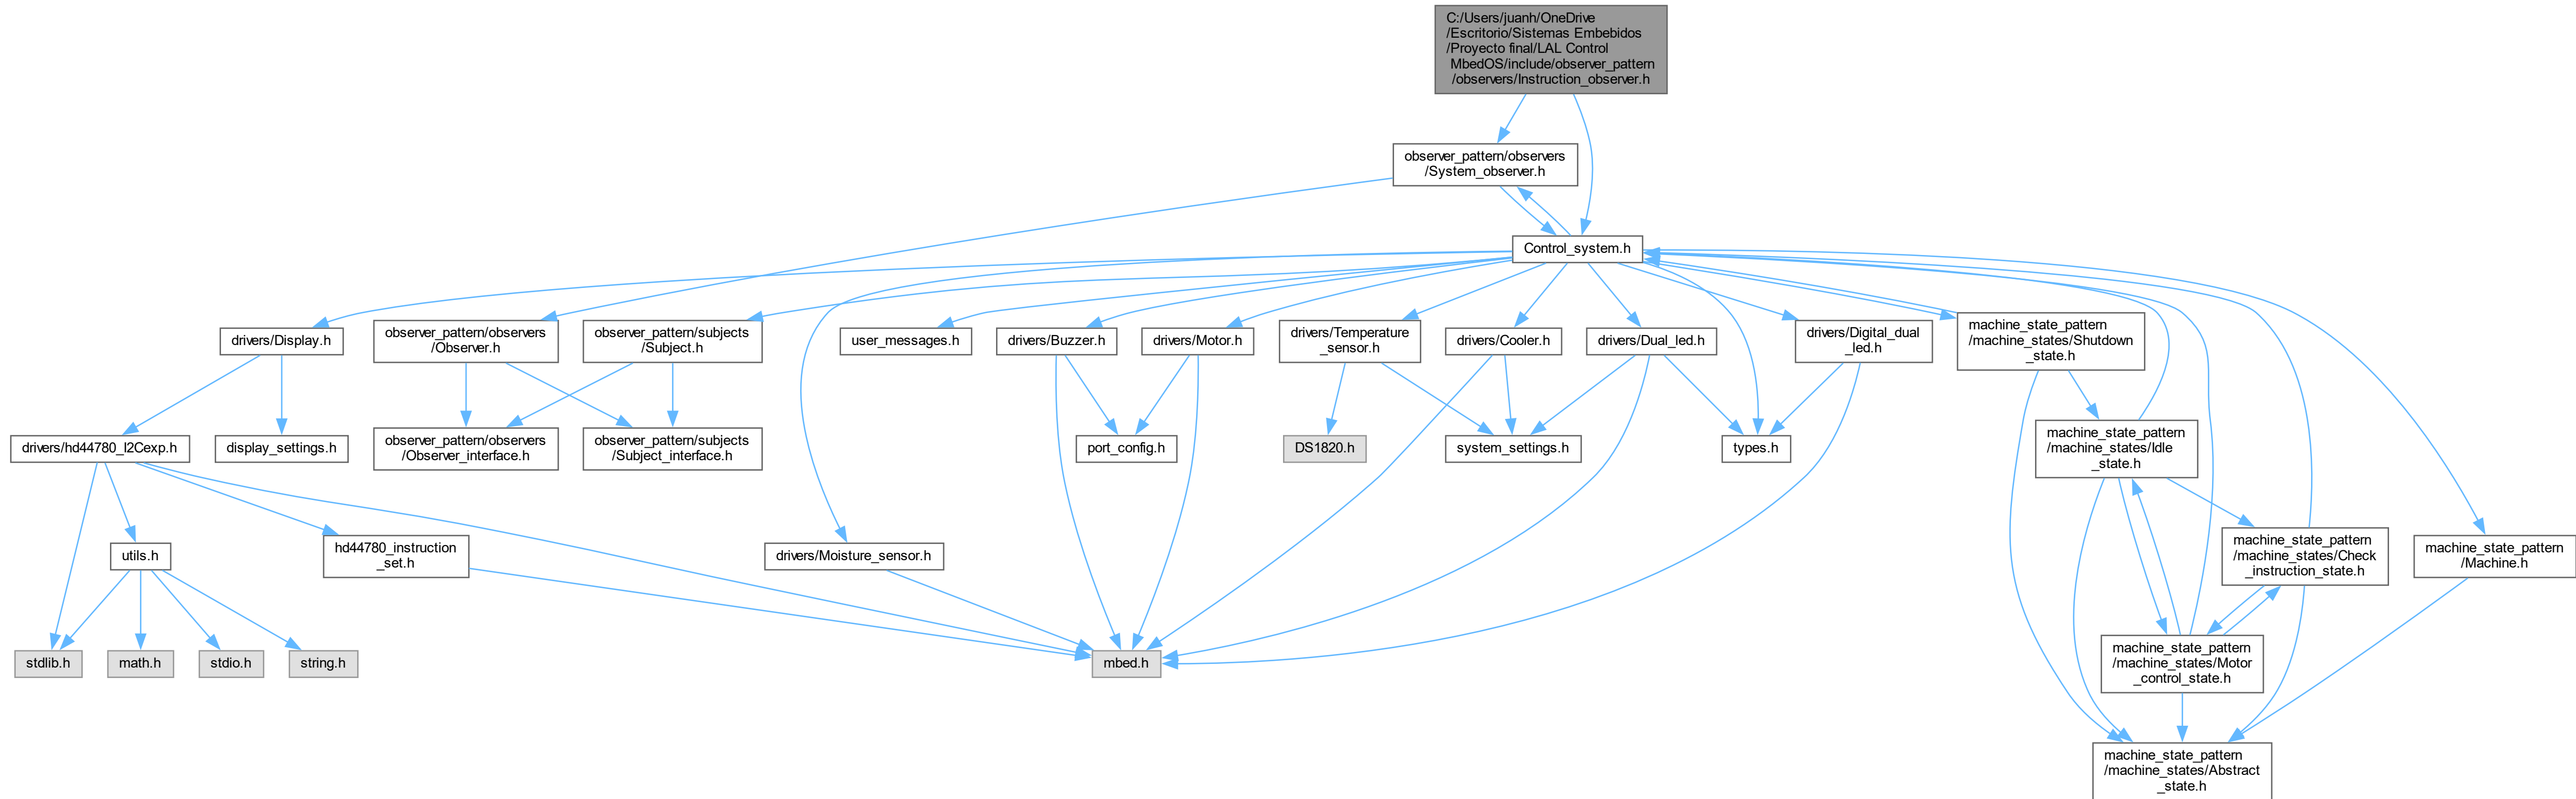 C:/Users/juanh/OneDrive
/Escritorio/Sistemas Embebidos
/Proyecto final/LAL Control
MbedOS/include/observer_pattern
/observers/Instruction_observer.h
observer_pattern/observers
/System_observer.h
Control_system.h
drivers/Display.h
observer_pattern/observers
/Observer.h
observer_pattern/subjects
/Subject.h
user_messages.h
drivers/Buzzer.h
drivers/Motor.h
drivers/Temperature
_sensor.h
drivers/Cooler.h
drivers/Dual_led.h
drivers/Digital_dual
_led.h
machine_state_pattern
/machine_states/Shutdown
_state.h
drivers/hd44780_I2Cexp.h
display_settings.h
observer_pattern/observers
/Observer_interface.h
observer_pattern/subjects
/Subject_interface.h
port_config.h
DS1820.h
system_settings.h
types.h
machine_state_pattern
/machine_states/Idle
_state.h
utils.h
hd44780_instruction
_set.h
drivers/Moisture_sensor.h
machine_state_pattern
/machine_states/Check
_instruction_state.h
machine_state_pattern
/Machine.h
stdlib.h
math.h
stdio.h
string.h
mbed.h
machine_state_pattern
/machine_states/Motor
_control_state.h
machine_state_pattern
/machine_states/Abstract
_state.h